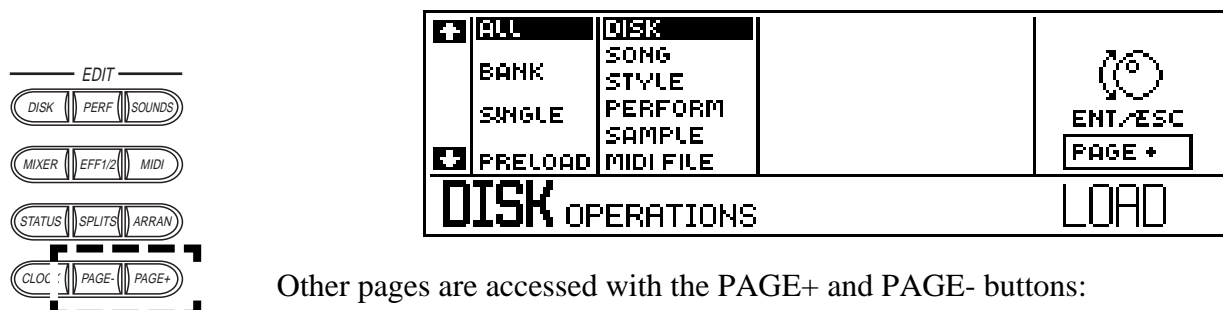 EDIT
DISK PERF SOUNDS
MIXER EFF1/2 MIDI
STATUS SPLITS ARRAN
PAGE- PAGE+
ALL DISK
SONG
BANK
STYLE
SINGLE
PERFORM
SAMPLE
PRELOAD MIDI FILE
ENT/ESC
PAGE +
DISK OPERATIONS LOAD
Other pages are accessed with the PAGE+ and PAGE- buttons: